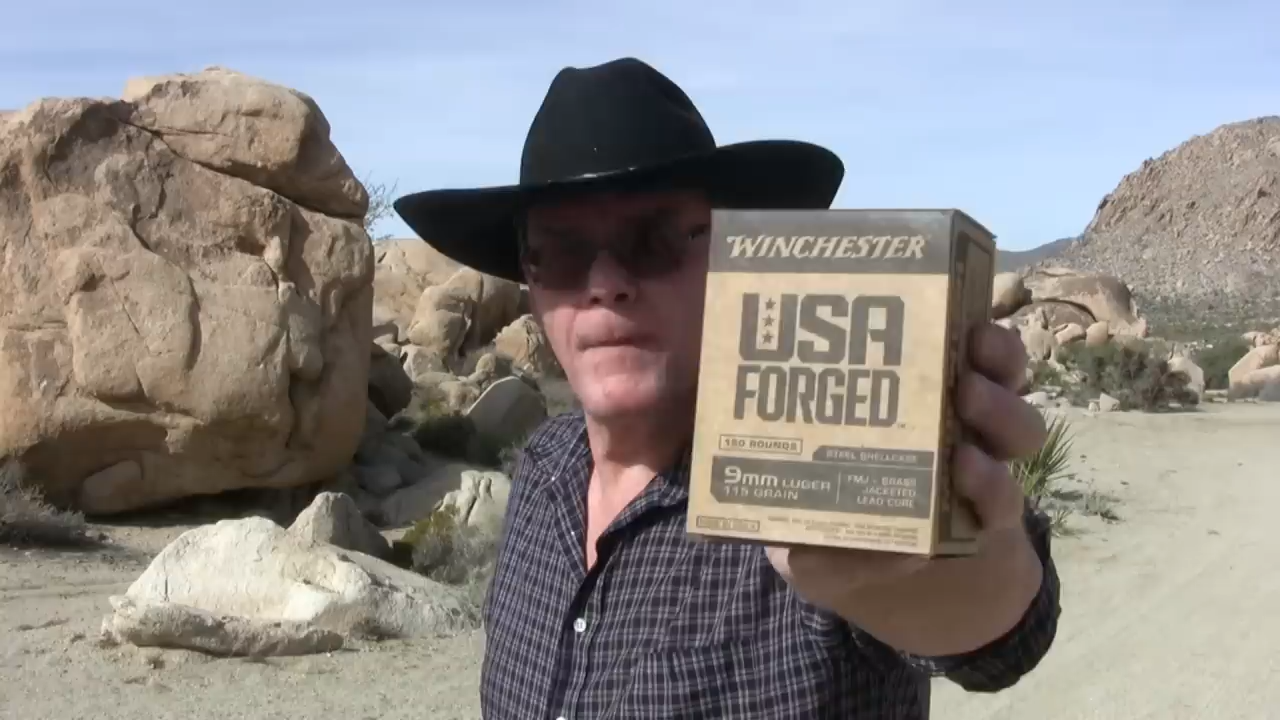 WINCHESTER
USA
FORGED
150 ROUNDS
STEEL SHELLCASE
9mm LUGER
115 GRAIN
FMJ - BRASS
JACKETED
LEAD CORE